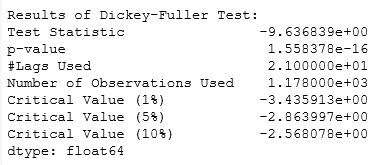 Results of Dickey-Fuller Test:
Test Statistic -9.636839e+00
p-value 1.558378e-16
#Lags Used 2.100000e+01
Number of Observations Used 1.178000e+03
Critical Value (1%) -3.435913e+00
Critical Value (5%) -2.863997e+00
Critical Value (10%) -2.568078e+00
dtype: float64